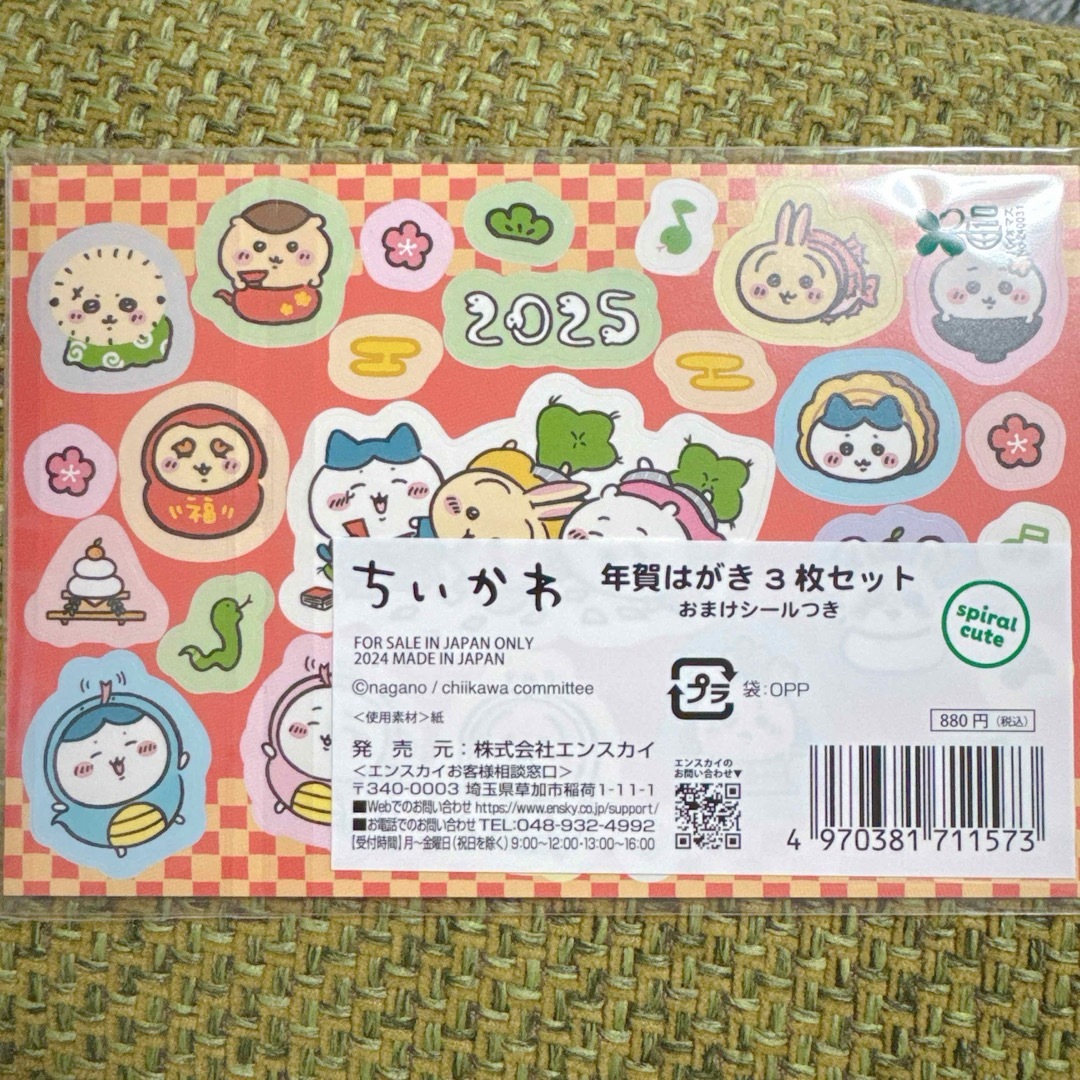 2025
福
ちいかわ
年賀はがき3枚セット
おまけシールつき
FOR SALE IN JAPAN ONLY
2024 MADE IN JAPAN
©nagano / chiikawa committee
<使用素材>紙
プラ
袋:OPP
spiral
cute
880円(税込)
発 売 元:株式会社エンスカイ
<エンスカイお客様相談窓口>
〒340-0003 埼玉県草加市稲荷1-11-1
■Webでのお問い合わせ https://www.ensky.co.jp/support/
■お電話でのお問い合わせ TEL:048-932-4992
【受付時間】月~金曜日(祝日を除く) 9:00~12:00・13:00~16:00
エンスカイの
お問い合わせ▼
4 970381 711573